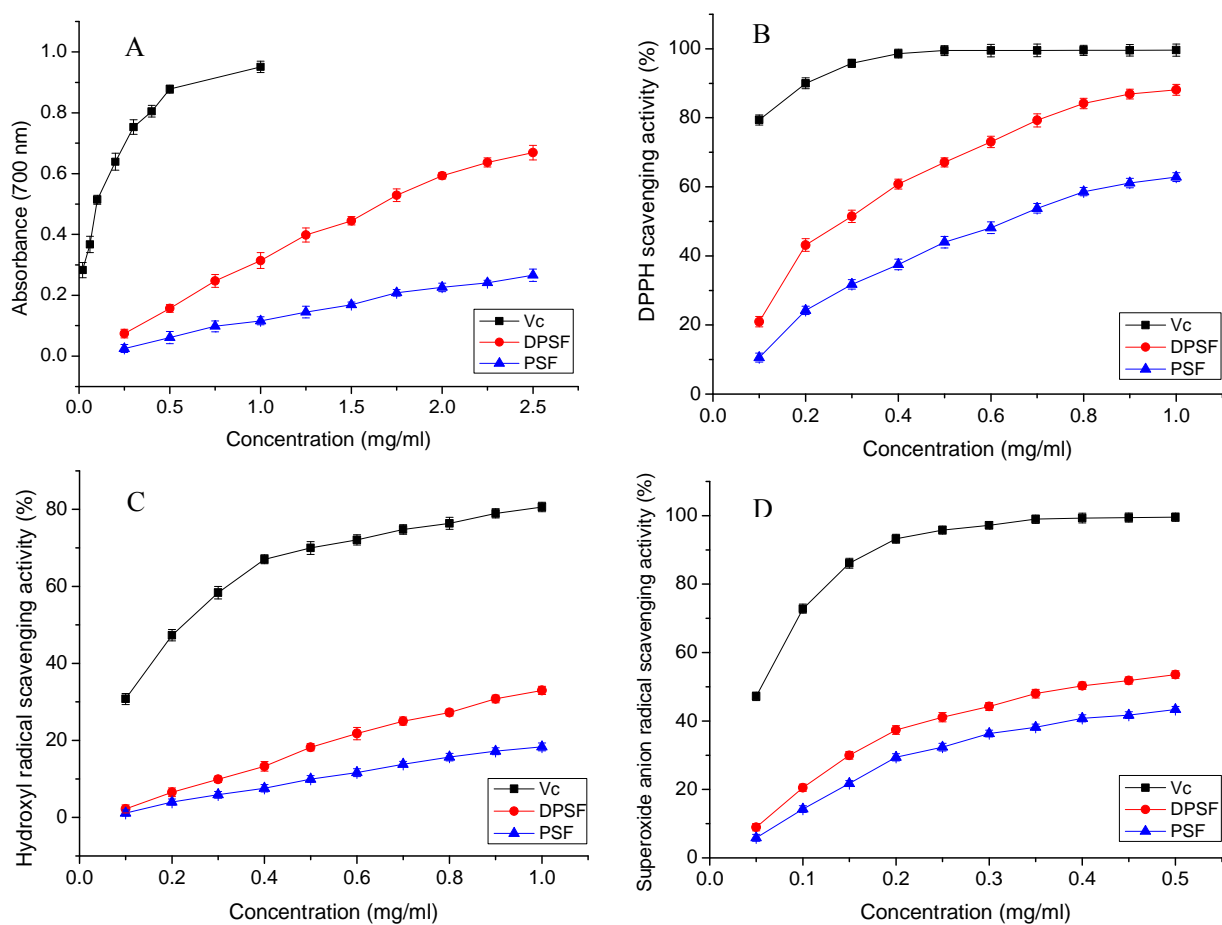 A
Absorbance (700 nm)
1.0
0.8
0.6
0.4
0.2
0.0
0.0 0.5 1.0 1.5 2.0 2.5
Concentration (mg/ml)
Vc
DPSF
PSF
B
DPPH scavenging activity (%)
100
80
60
40
20
0
0.0 0.2 0.4 0.6 0.8 1.0
Concentration (mg/ml)
Vc
DPSF
PSF
C
Hydroxyl radical scavenging activity (%)
80
60
40
20
0
0.0 0.2 0.4 0.6 0.8 1.0
Concentration (mg/ml)
Vc
DPSF
PSF
D
Superoxide anion radical scavenging activity (%)
100
80
60
40
20
0
0.0 0.1 0.2 0.3 0.4 0.5
Concentration (mg/ml)
Vc
DPSF
PSF